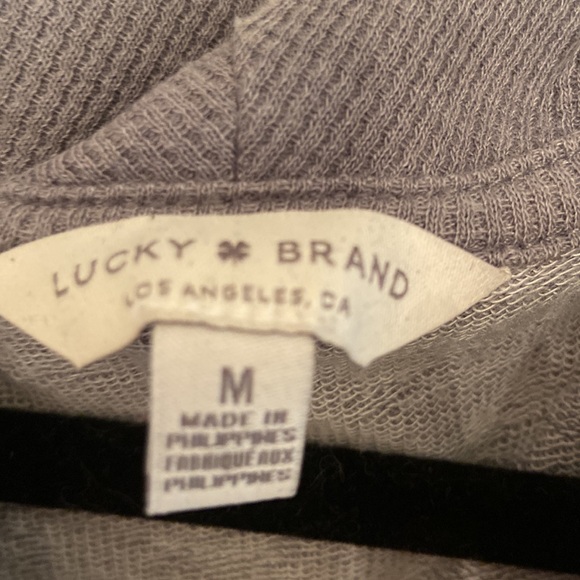 LUCKY BRAND
LOS ANGELES, CA
M
MADE IN
PHILIPPINES
FABRIQUÉ AUX
PHILIPPINES